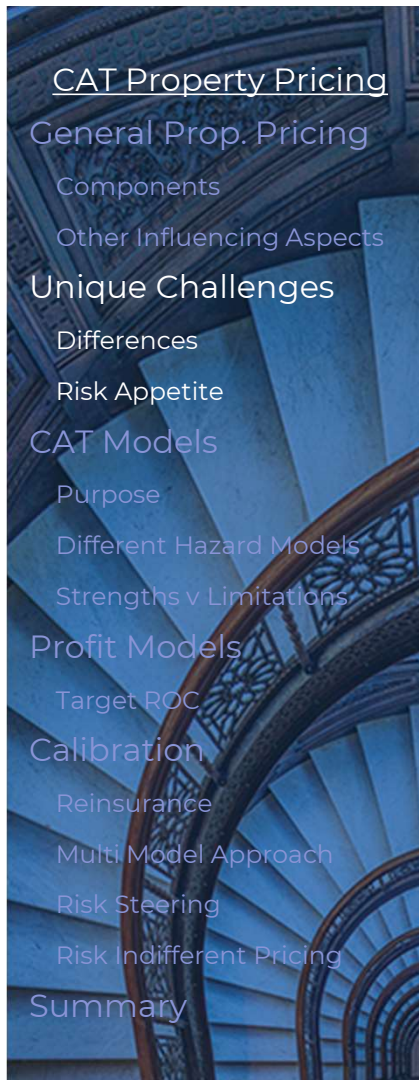 CAT Property Pricing
General Prop. Pricing
Components
Other Influencing Aspects
Unique Challenges
Differences
Risk Appetite
CAT Models
Purpose
Different Hazard Models
Strengths v Limitations
Profit Models
Target ROC
Calibration
Reinsurance
Multi Model Approach
Risk Steering
Risk Indifferent Pricing
Summary